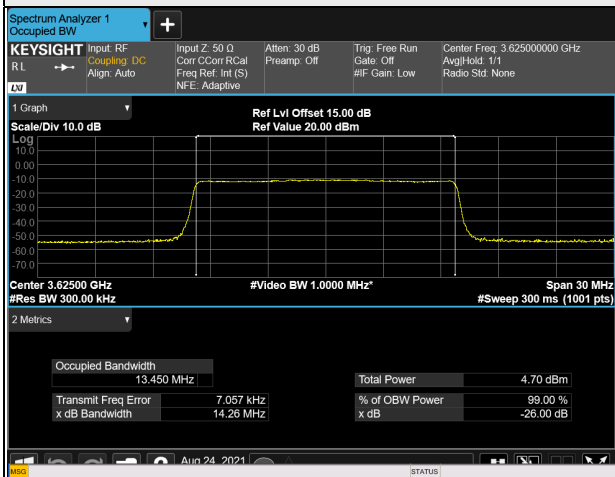 Spectrum Analyzer 1
Occupied BW
KEYSIGHT Input: RF Input Z: 50 Ω Atten: 30 dB Trig: Free Run Center Freq: 3.625000000 GHz
R L Coupling: DC Corr CCorr RCal Preamp: Off Gate: Off Avg|Hold: 1/1
Align: Auto Freq Ref: Int (S) #IF Gain: Low Radio Std: None
LXI NFE: Adaptive
1 Graph
Ref Lvl Offset 15.00 dB
Scale/Div 10.0 dB Ref Value 20.00 dBm
Log
10.0
0.00
-10.0
-20.0
-30.0
-40.0
-50.0
-60.0
-70.0
Center 3.62500 GHz #Video BW 1.0000 MHz* Span 30 MHz
#Res BW 300.00 kHz #Sweep 300 ms (1001 pts)
2 Metrics
Occupied Bandwidth
13.450 MHz Total Power 4.70 dBm
Transmit Freq Error 7.057 kHz % of OBW Power 99.00 %
x dB Bandwidth 14.26 MHz x dB -26.00 dB
Aug 24, 2021
MSG STATUS